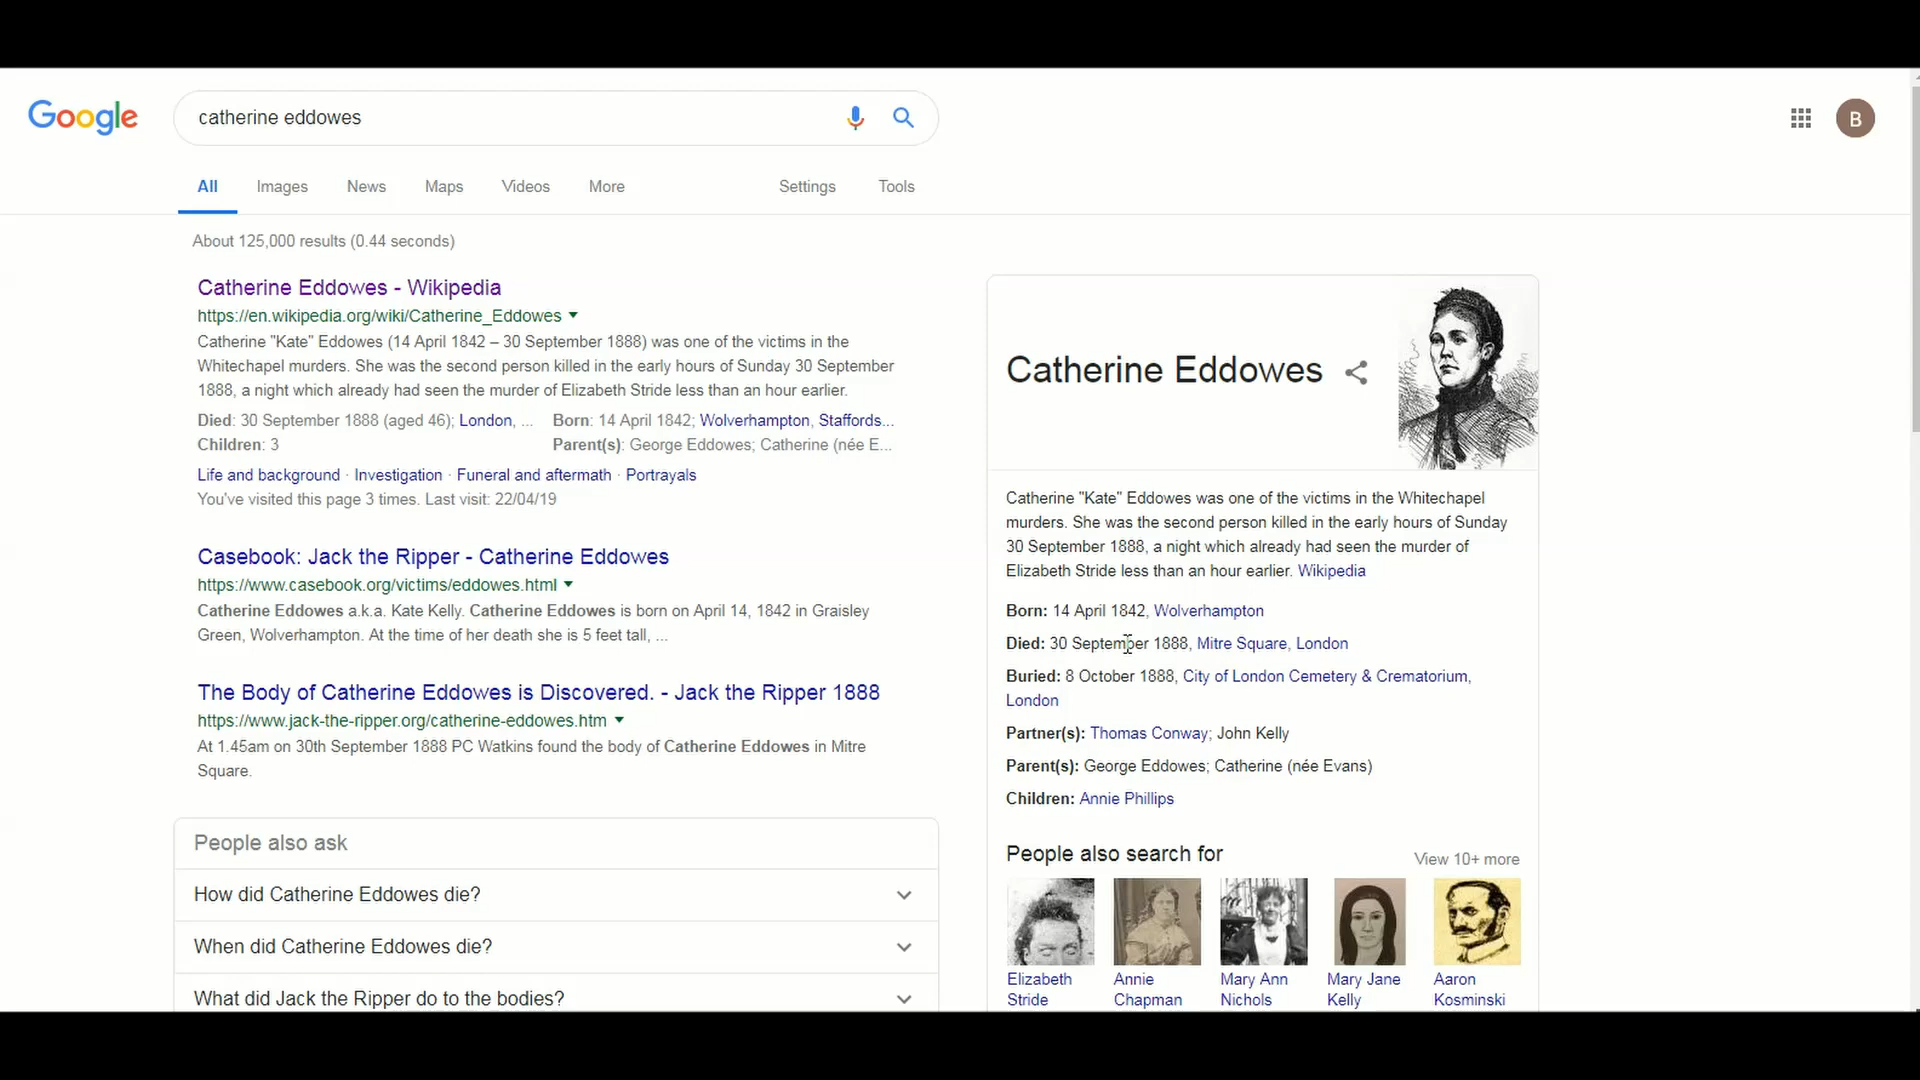 Google
catherine eddowes
B
All Images News Maps Videos More Settings Tools
About 125,000 results (0.44 seconds)
Catherine Eddowes - Wikipedia
https://en.wikipedia.org/wiki/Catherine_Eddowes
Catherine "Kate" Eddowes (14 April 1842 – 30 September 1888) was one of the victims in the
Whitechapel murders. She was the second person killed in the early hours of Sunday 30 September
1888, a night which already had seen the murder of Elizabeth Stride less than an hour earlier.
Died: 30 September 1888 (aged 46); London, ... Born: 14 April 1842; Wolverhampton, Staffords...
Children: 3 Parent(s): George Eddowes; Catherine (née E...
Life and background · Investigation · Funeral and aftermath · Portrayals
You've visited this page 3 times. Last visit: 22/04/19
Casebook: Jack the Ripper - Catherine Eddowes
https://www.casebook.org/victims/eddowes.html
Catherine Eddowes a.k.a. Kate Kelly. Catherine Eddowes is born on April 14, 1842 in Graisley
Green, Wolverhampton. At the time of her death she is 5 feet tall, ...
The Body of Catherine Eddowes is Discovered. - Jack the Ripper 1888
https://www.jack-the-ripper.org/catherine-eddowes.htm
At 1.45am on 30th September 1888 PC Watkins found the body of Catherine Eddowes in Mitre
Square.
People also ask
How did Catherine Eddowes die?
When did Catherine Eddowes die?
What did Jack the Ripper do to the bodies?
Catherine Eddowes
Catherine "Kate" Eddowes was one of the victims in the Whitechapel
murders. She was the second person killed in the early hours of Sunday
30 September 1888, a night which already had seen the murder of
Elizabeth Stride less than an hour earlier. Wikipedia
Born: 14 April 1842, Wolverhampton
Died: 30 September 1888, Mitre Square, London
Buried: 8 October 1888, City of London Cemetery & Crematorium,
London
Partner(s): Thomas Conway; John Kelly
Parent(s): George Eddowes; Catherine (née Evans)
Children: Annie Phillips
People also search for View 10+ more
Elizabeth Annie Mary Ann Mary Jane Aaron
Stride Chapman Nichols Kelly Kosminski